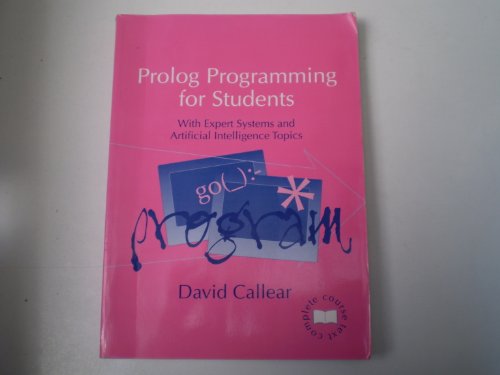 Prolog Programming
for Students
With Expert Systems and
Artificial Intelligence Topics
go(_):-
*
program
David Callear
complete course text